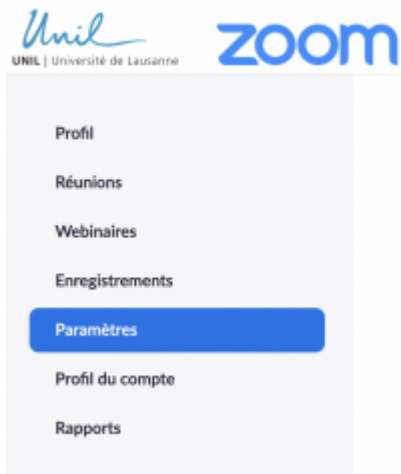 Unil
UNIL | Université de Lausanne
zoom
Profil
Réunions
Webinaires
Enregistrements
Paramètres
Profil du compte
Rapports